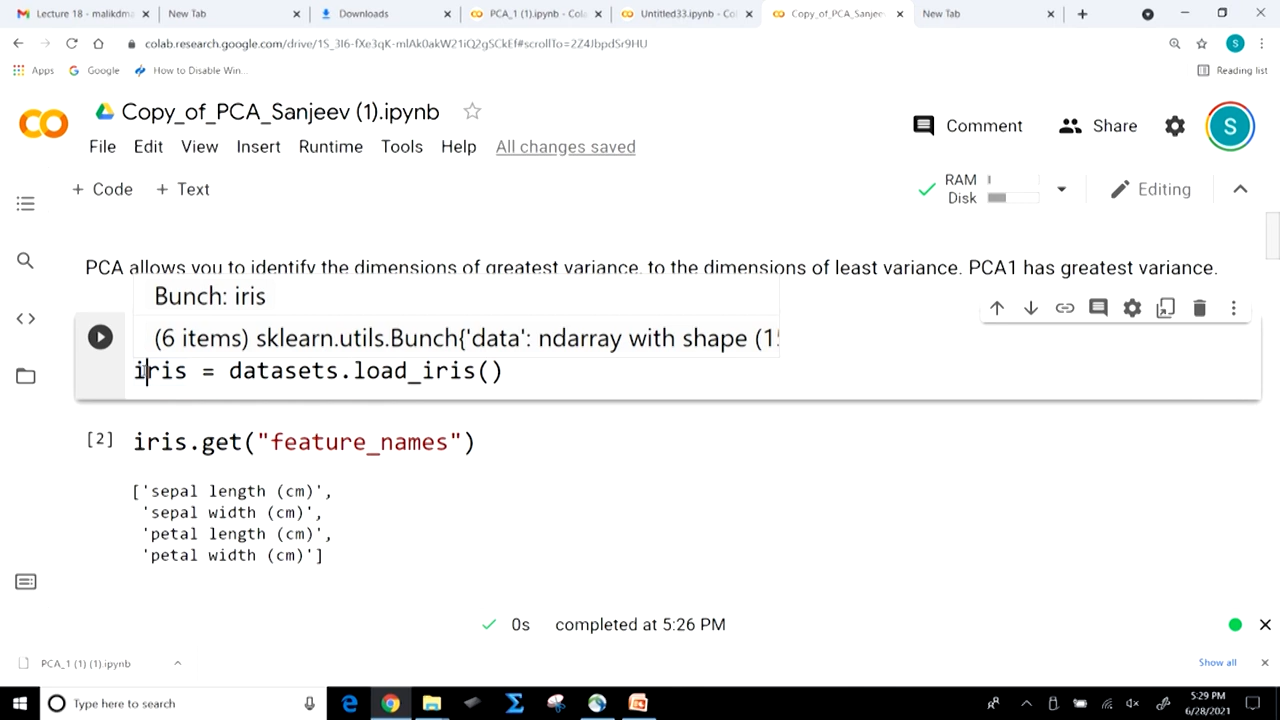 Lecture 18 - malikdma
New Tab
Downloads
PCA_1 (1).ipynb - Cola
Untitled33.ipynb - Cola
Copy_of_PCA_Sanjee
New Tab
colab.research.google.com/drive/1S_3I6-fXe3qK-mlAk0akW21iQ2gSCkEf#scrollTo=2Z4JbpdSr9HU
S
Apps
Google
How to Disable Win...
Reading list
CO
Copy_of_PCA_Sanjeev (1).ipynb
Comment
Share
S
File Edit View Insert Runtime Tools Help All changes saved
+ Code + Text
RAM
Disk
Editing
PCA allows you to identify the dimensions of greatest variance, to the dimensions of least variance. PCA1 has greatest variance.
Bunch: iris
(6 items) sklearn.utils.Bunch{'data': ndarray with shape (1
iris = datasets.load_iris()
[2] iris.get("feature_names")
['sepal length (cm)',
'sepal width (cm)',
'petal length (cm)',
'petal width (cm)']
0s completed at 5:26 PM
PCA_1 (1) (1).ipynb
Show all
Type here to search
5:29 PM
6/28/2021